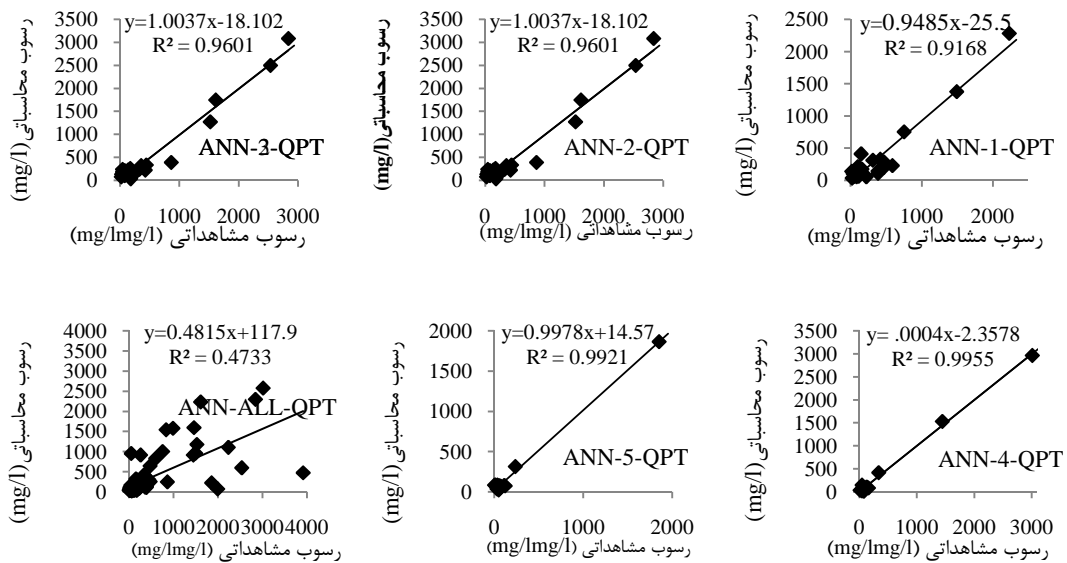 3500
3000
2500
2000
1500
1000
500
0
y=1.0037x-18.102
R² = 0.9601
ANN-3-QPT
0 1000 2000 3000
رسوب مشاهداتی (mg/lmg/l)
رسوب محاسباتی (mg/l)
3500
3000
2500
2000
1500
1000
500
0
y=1.0037x-18.102
R² = 0.9601
ANN-2-QPT
0 1000 2000 3000
رسوب مشاهداتی (mg/lmg/l)
رسوب محاسباتی (mg/l)
2500
2000
1500
1000
500
0
y=0.9485x-25.5
R² = 0.9168
ANN-1-QPT
0 1000 2000
رسوب مشاهداتی (mg/lmg/l)
رسوب محاسباتی (mg/l)
4000
3500
3000
2500
2000
1500
1000
500
0
y=0.4815x+117.9
R² = 0.4733
ANN-ALL-QPT
0 1000 2000 3000 4000
رسوب مشاهداتی (mg/lmg/l)
رسوب محاسباتی (mg/l)
2000
1500
1000
500
0
y=0.9978x+14.57
R² = 0.9921
ANN-5-QPT
0 1000 2000
رسوب مشاهداتی (mg/lmg/l)
رسوب محاسباتی (mg/l)
3500
3000
2500
2000
1500
1000
500
0
y= .0004x-2.3578
R² = 0.9955
ANN-4-QPT
0 1000 2000 3000
رسوب مشاهداتی (mg/lmg/l)
رسوب محاسباتی (mg/l)